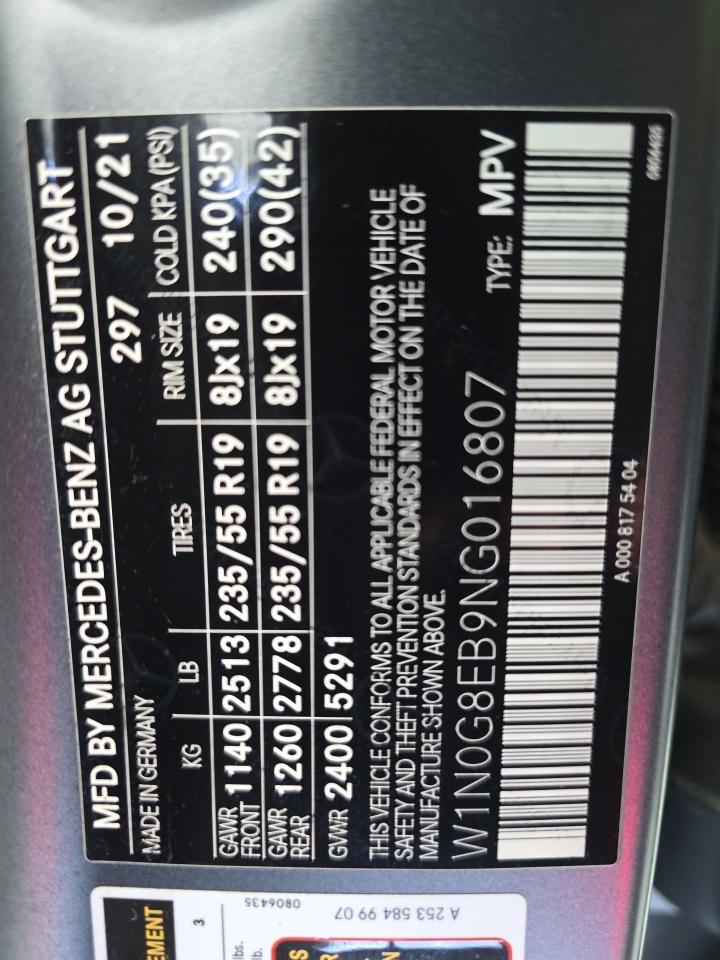 MFD BY MERCEDES-BENZ AG STUTTGART
MADE IN GERMANY 297 10/21
KG LB TIRES RIM SIZE COLD KPA (PSI)
GAWR FRONT 1140 2513 235/55 R19 8Jx19 240(35)
GAWR REAR 1260 2778 235/55 R19 8Jx19 290(42)
GVWR 2400 5291
THIS VEHICLE CONFORMS TO ALL APPLICABLE FEDERAL MOTOR VEHICLE
SAFETY AND THEFT PREVENTION STANDARDS IN EFFECT ON THE DATE OF
MANUFACTURE SHOWN ABOVE.
W1N0G8EB9NG016807 TYPE: MPV
A 000 817 54 04
0806435
A 253 584 99 07
EMENT
3
lbs.
lb.
S
R
N